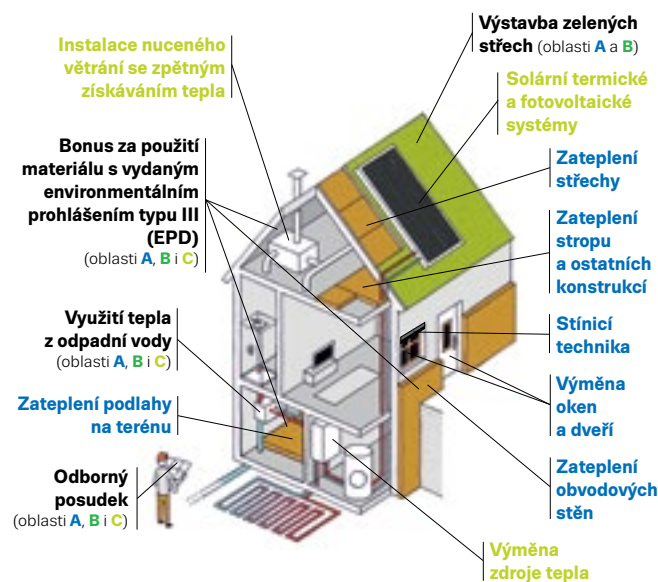 Instalace nuceného
větrání se zpětným
získáváním tepla
Bonus za použití
materiálu s vydaným
environmentálním
prohlášením typu III
(EPD)
(oblasti A, B i C)
Využití tepla
z odpadní vody
(oblasti A, B i C)
Zateplení podlahy
na terénu
Odborný
posudek
(oblasti A, B i C)
Výstavba zelených
střech (oblasti A a B)
Solární termické
a fotovoltaické
systémy
Zateplení
střechy
Zateplení
stropu
a ostatních
konstrukcí
Stínicí
technika
Výměna
oken
a dveří
Zateplení
obvodových
stěn
Výměna
zdroje tepla